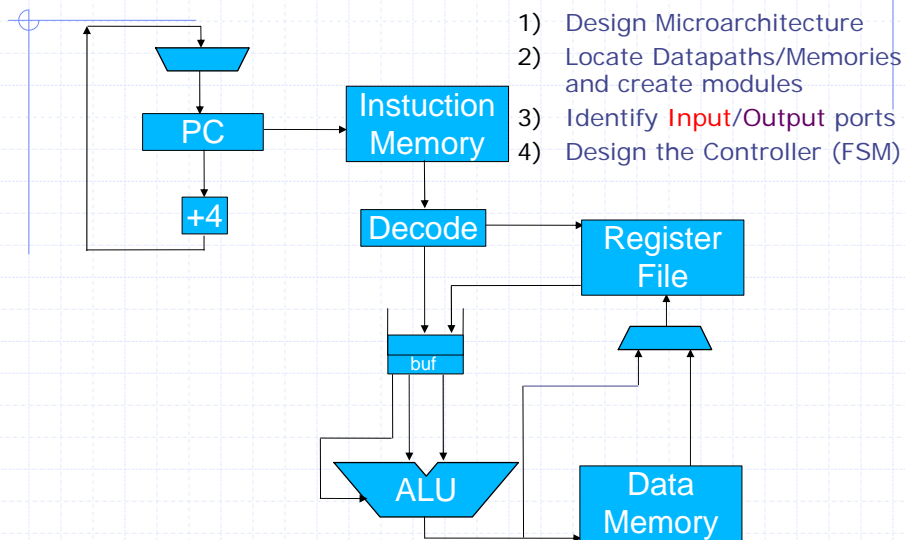 1) Design Microarchitecture
2) Locate Datapaths/Memories
and create modules
3) Identify Input/Output ports
4) Design the Controller (FSM)
PC
Instuction
Memory
+4
Decode
Register
File
buf
ALU
Data
Memory